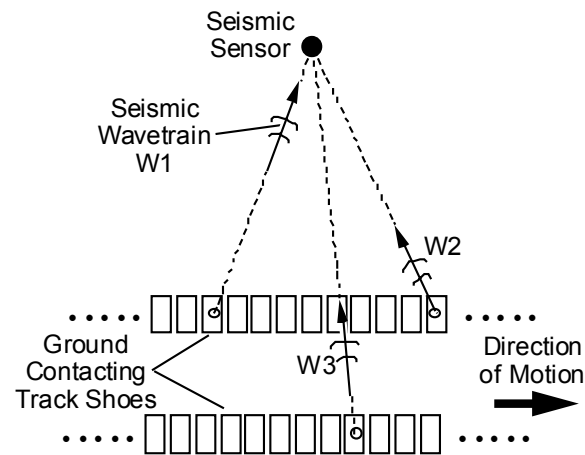 Seismic
Sensor
Seismic
Wavetrain
W1
W2
W3
Ground
Contacting
Track Shoes
Direction
of Motion